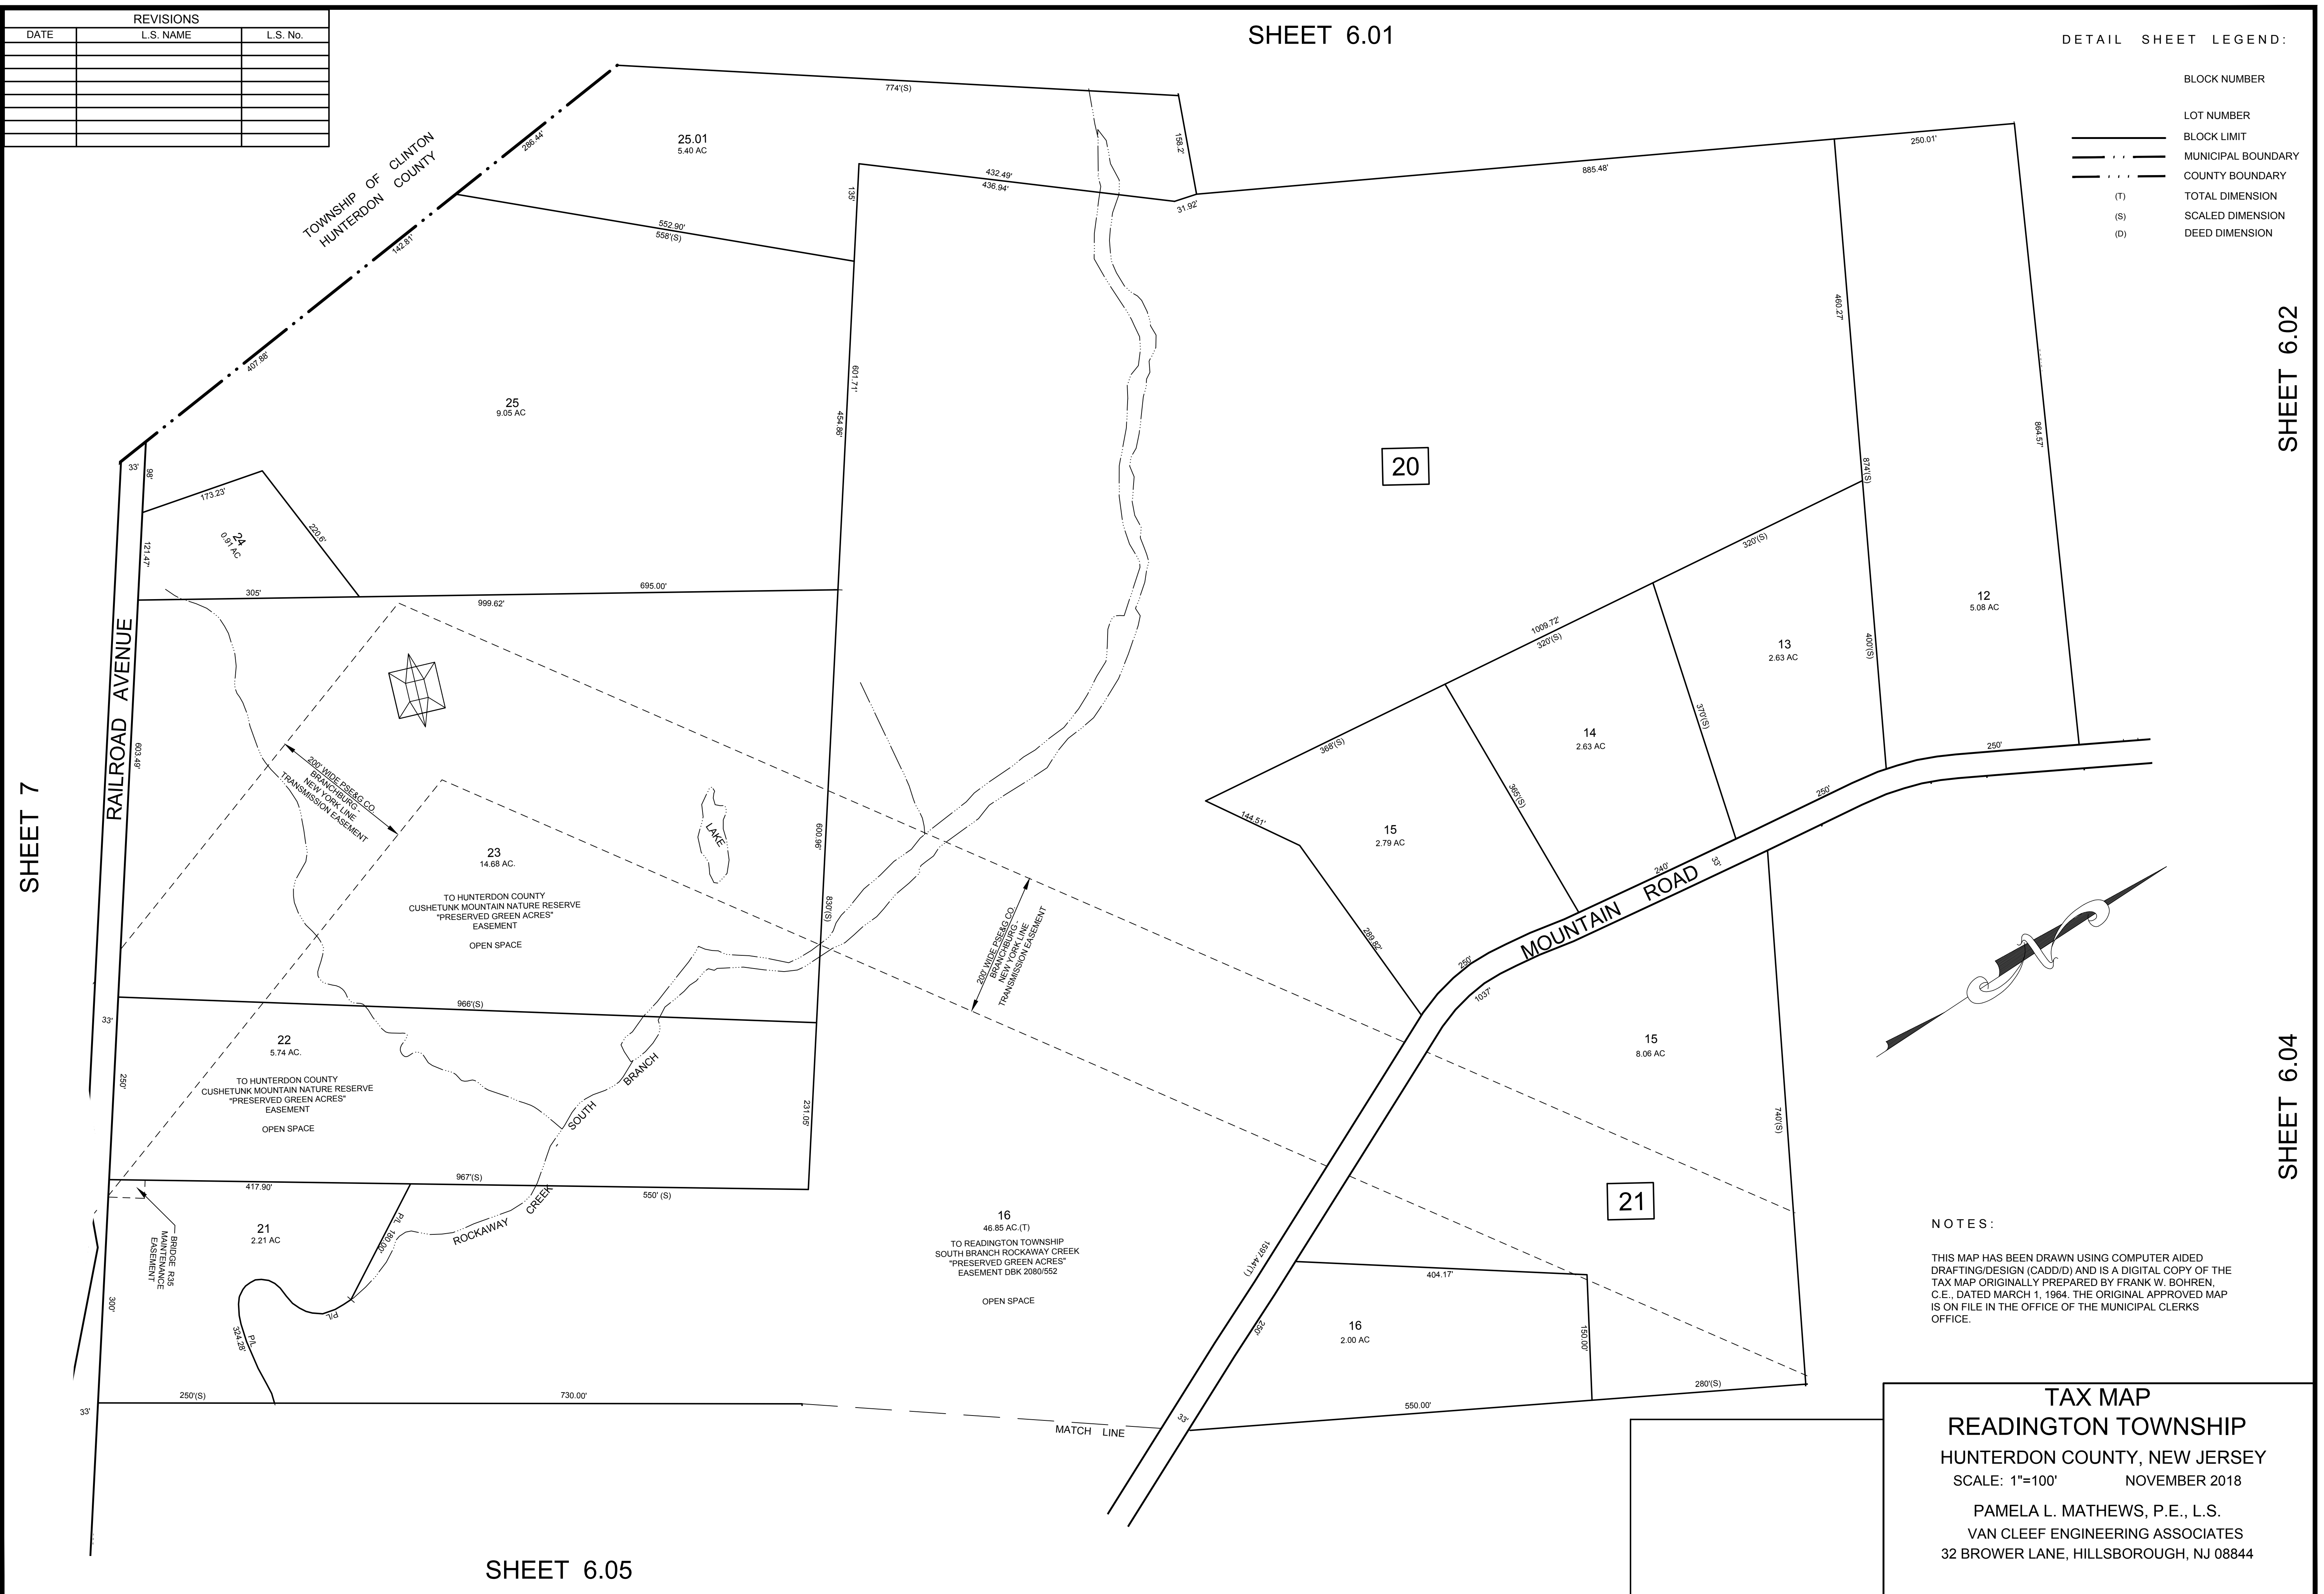 REVISIONS
DATE L.S. NAME L.S. No.
SHEET 6.01
DETAIL SHEET LEGEND:
BLOCK NUMBER
LOT NUMBER
BLOCK LIMIT
MUNICIPAL BOUNDARY
COUNTY BOUNDARY
(T) TOTAL DIMENSION
(S) SCALED DIMENSION
(D) DEED DIMENSION
SHEET 6.02
SHEET 6.04
SHEET 7
SHEET 6.05
TOWNSHIP OF CLINTON
HUNTERDON COUNTY
286.44'
142.81'
407.88'
774'(S)
158.2'
25.01
5.40 AC
432.49'
436.94'
31.92'
135'
552.90'
558'(S)
885.48'
250.01'
460.27'
864.57'
874'(S)
400'(S)
601.71'
454.86'
25
9.05 AC
33'
98'
173.23'
220.6'
24
0.91 AC
121.47'
305'
695.00'
999.62'
20
320'(S)
1009.72'
320'(S)
368'(S)
12
5.08 AC
13
2.63 AC
14
2.63 AC
15
2.79 AC
370'(S)
365'(S)
144.51'
289.82'
250'
250'
240'
33'
250'
1037'
MOUNTAIN ROAD
RAILROAD AVENUE
603.49'
200' WIDE PSE&G CO.
BRANCHBURG -
NEW YORK LINE
TRANSMISSION EASEMENT
LAKE
600.96'
830'(S)
23
14.68 AC.
TO HUNTERDON COUNTY
CUSHETUNK MOUNTAIN NATURE RESERVE
"PRESERVED GREEN ACRES"
EASEMENT
OPEN SPACE
200' WIDE PSE&G CO.
BRANCHBURG -
NEW YORK LINE
TRANSMISSION EASEMENT
966'(S)
33'
22
5.74 AC.
TO HUNTERDON COUNTY
CUSHETUNK MOUNTAIN NATURE RESERVE
"PRESERVED GREEN ACRES"
EASEMENT
OPEN SPACE
250'
231.05'
SOUTH BRANCH
ROCKAWAY CREEK
967'(S)
417.90'
550' (S)
21
2.21 AC
P/L 180.00'
BRIDGE R35
MAINTENANCE
EASEMENT
300'
P/L
P/L
324.28'
250'(S)
730.00'
33'
16
46.85 AC.(T)
TO READINGTON TOWNSHIP
SOUTH BRANCH ROCKAWAY CREEK
"PRESERVED GREEN ACRES"
EASEMENT DBK 2080/552
OPEN SPACE
MATCH LINE
33'
15
8.06 AC
740'(S)
21
1597.44'(T)
250'
404.17'
16
2.00 AC
150.00'
550.00'
280'(S)
N
NOTES:
THIS MAP HAS BEEN DRAWN USING COMPUTER AIDED
DRAFTING/DESIGN (CADD/D) AND IS A DIGITAL COPY OF THE
TAX MAP ORIGINALLY PREPARED BY FRANK W. BOHREN,
C.E., DATED MARCH 1, 1964. THE ORIGINAL APPROVED MAP
IS ON FILE IN THE OFFICE OF THE MUNICIPAL CLERKS
OFFICE.
TAX MAP
READINGTON TOWNSHIP
HUNTERDON COUNTY, NEW JERSEY
SCALE: 1"=100' NOVEMBER 2018
PAMELA L. MATHEWS, P.E., L.S.
VAN CLEEF ENGINEERING ASSOCIATES
32 BROWER LANE, HILLSBOROUGH, NJ 08844